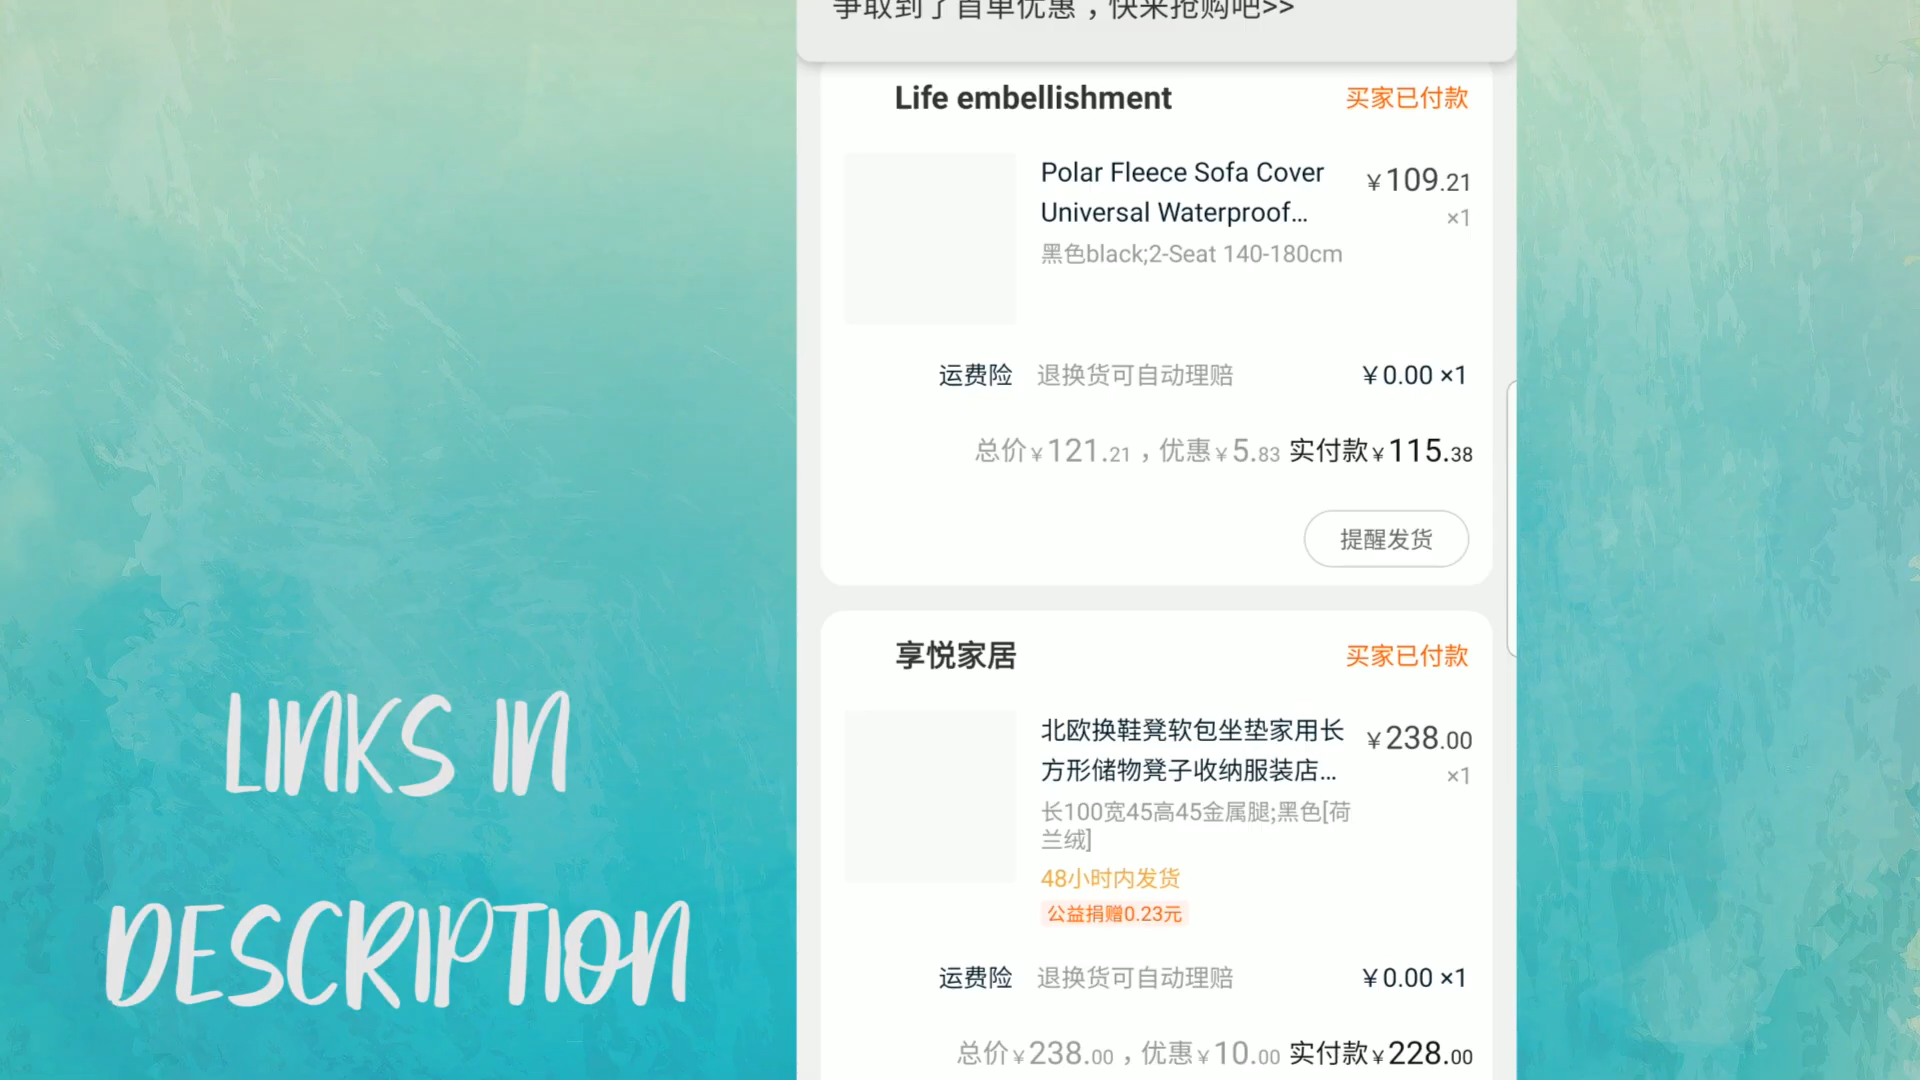 争取到了首单优惠，快来抢购吧>>
Life embellishment
买家已付款
Polar Fleece Sofa Cover
Universal Waterproof...
¥109.21
×1
黑色black;2-Seat 140-180cm
运费险 退换货可自动理赔 ¥0.00 ×1
总价¥121.21，优惠¥5.83 实付款¥115.38
提醒发货
享悦家居
买家已付款
北欧换鞋凳软包坐垫家用长
方形储物凳子收纳服装店...
¥238.00
×1
长100宽45高45金属腿;黑色[荷
兰绒]
48小时内发货
公益捐赠0.23元
运费险 退换货可自动理赔 ¥0.00 ×1
总价¥238.00，优惠¥10.00 实付款¥228.00
LINKS IN
DESCRIPTION